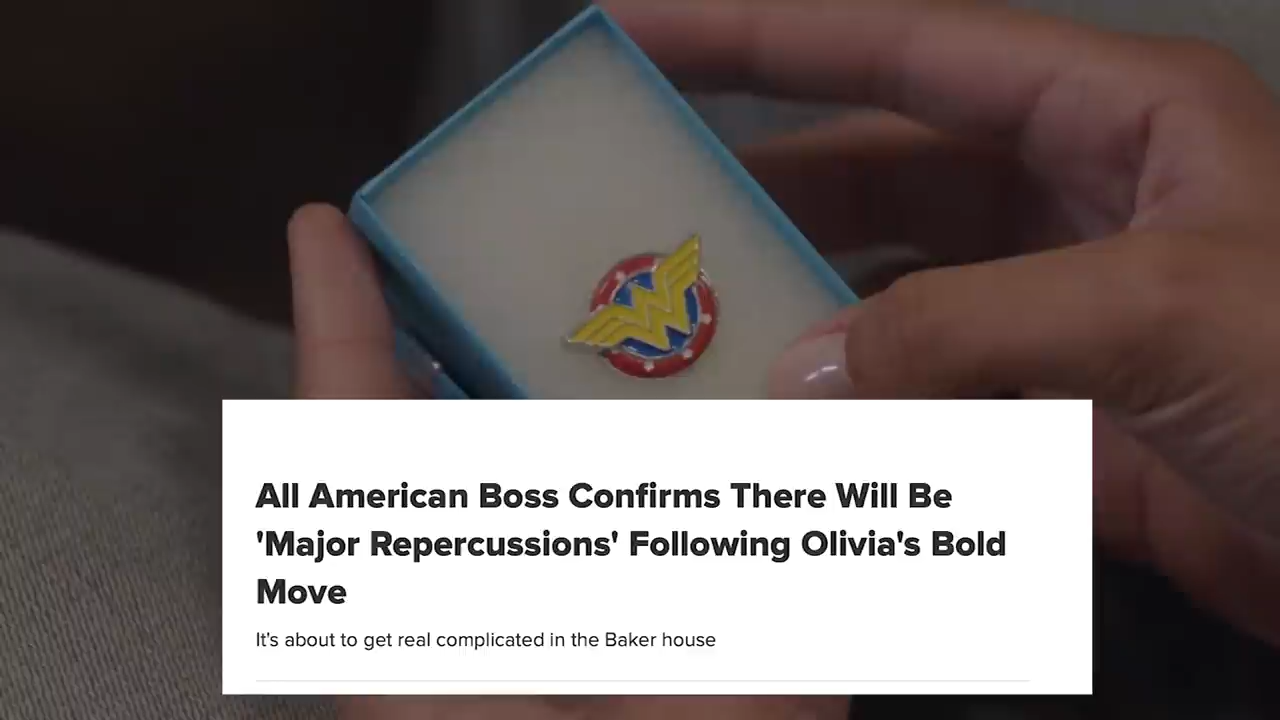 All American Boss Confirms There Will Be
'Major Repercussions' Following Olivia's Bold
Move
It's about to get real complicated in the Baker house